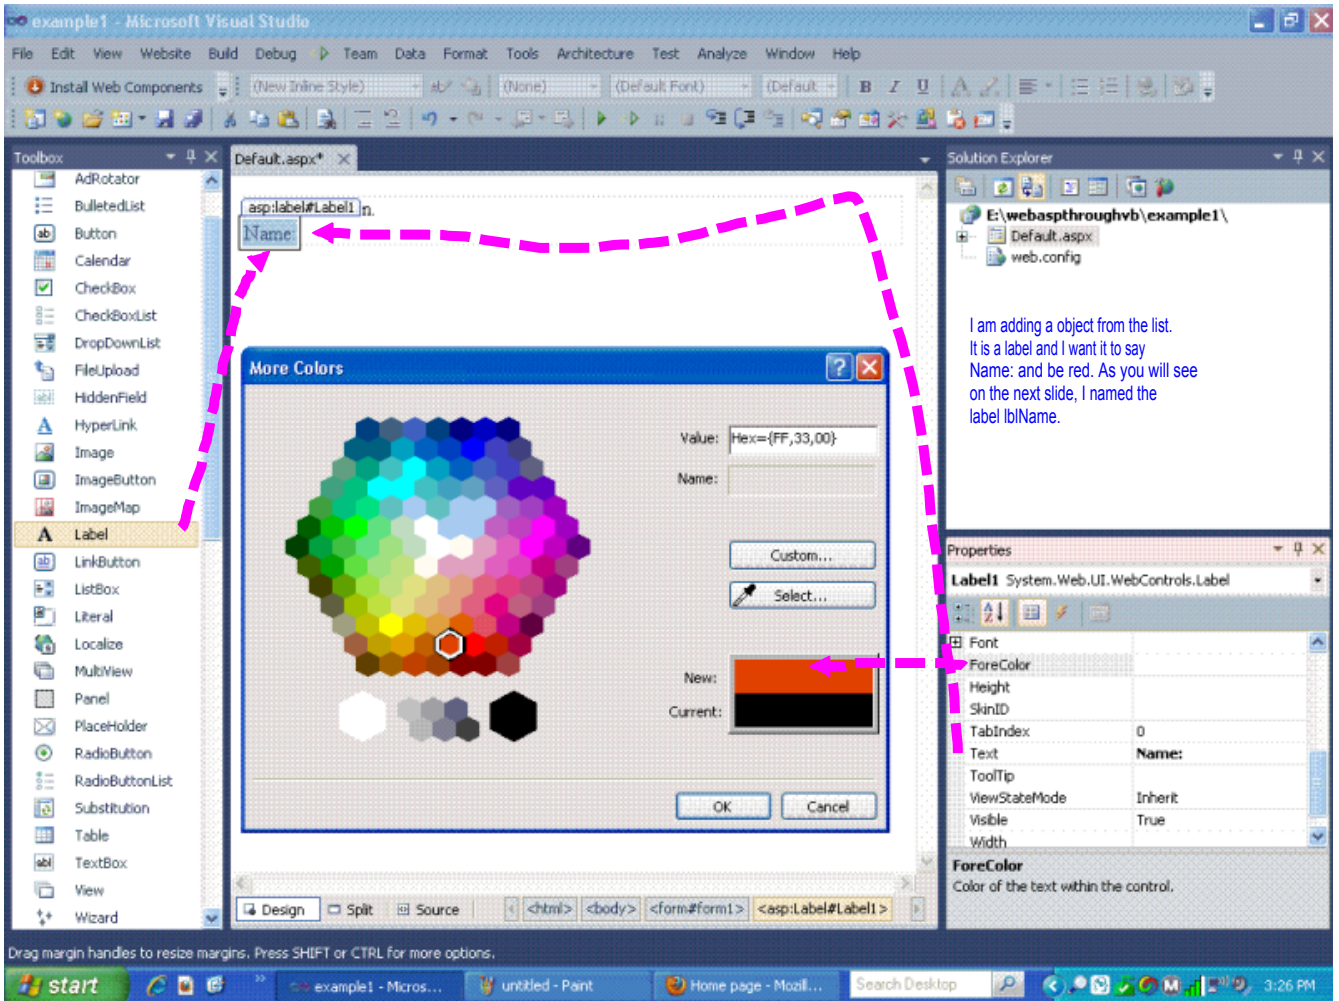 example1 - Microsoft Visual Studio
File Edit View Website Build Debug Team Data Format Tools Architecture Test Analyze Window Help
Install Web Components (New Inline Style) (None) (Default Font) (Default B I U
Toolbox
AdRotator
BulletedList
Button
Calendar
CheckBox
CheckBoxList
DropDownList
FileUpload
HiddenField
HyperLink
Image
ImageButton
ImageMap
Label
LinkButton
ListBox
Literal
Localize
MultiView
Panel
PlaceHolder
RadioButton
RadioButtonList
Substitution
Table
TextBox
View
Wizard
Default.aspx*
asp:label#Label1 n.
Name:
More Colors
Value: Hex={FF,33,00}
Name:
Custom...
Select...
New:
Current:
OK Cancel
Design Split Source <html> <body> <form#form1> <asp:Label#Label1>
Solution Explorer
E:\webaspthroughvb\example1\
Default.aspx
web.config
I am adding a object from the list.
It is a label and I want it to say
Name: and be red. As you will see
on the next slide, I named the
label lblName.
Properties
Label1 System.Web.UI.WebControls.Label
Font
ForeColor
Height
SkinID
TabIndex 0
Text Name:
ToolTip
ViewStateMode Inherit
Visible True
Width
ForeColor
Color of the text within the control.
Drag margin handles to resize margins. Press SHIFT or CTRL for more options.
start example1 - Micros... untitled - Paint Home page - Mozill... Search Desktop 3:26 PM